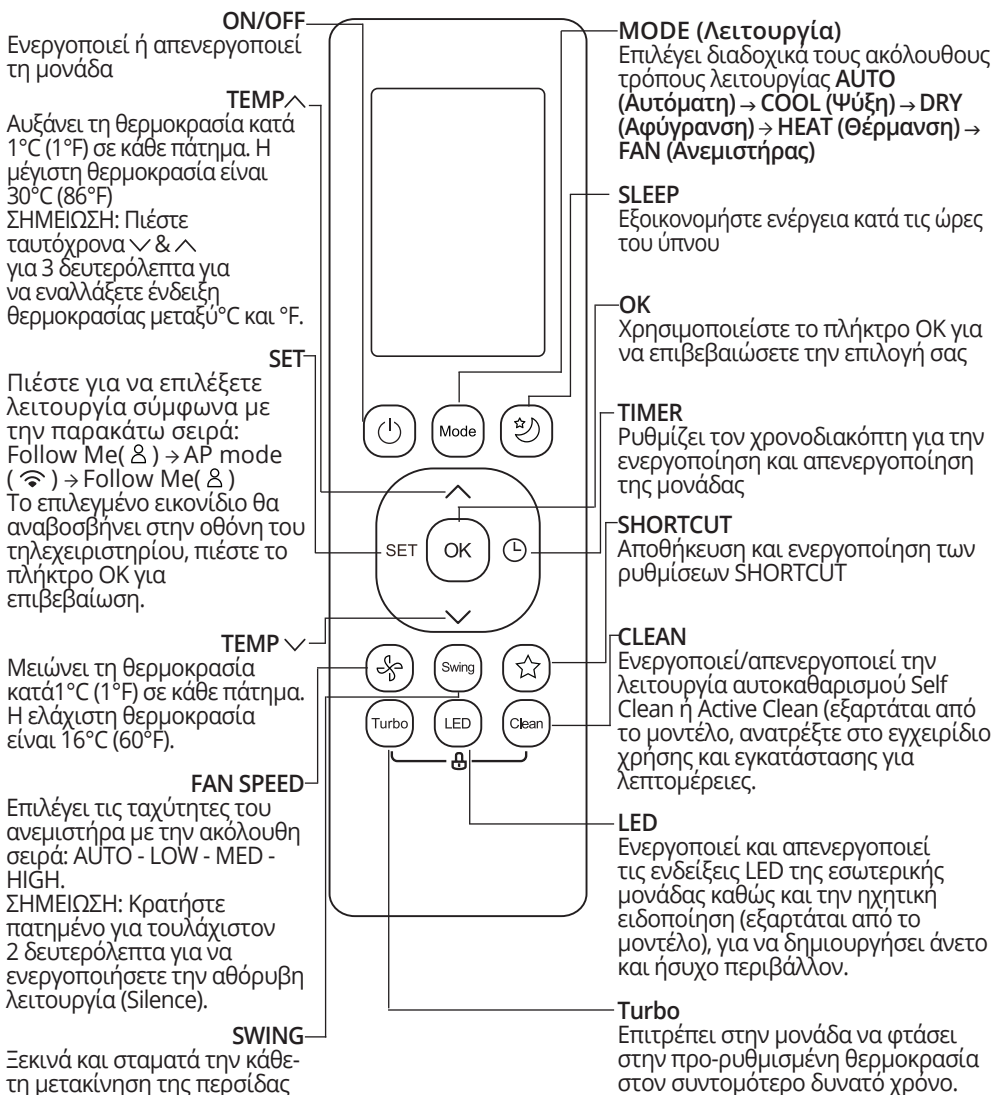 ON/OFF
Ενεργοποιεί ή απενεργοποιεί
τη μονάδα
TEMP
Αυξάνει τη θερμοκρασία κατά
1°C (1°F) σε κάθε πάτημα. Η
μέγιστη θερμοκρασία είναι
30°C (86°F)
ΣΗΜΕΙΩΣΗ: Πιέστε
ταυτόχρονα ∨ & ∧
για 3 δευτερόλεπτα για
να εναλλάξετε ένδειξη
θερμοκρασίας μεταξύ°C και °F.
SET
Πιέστε για να επιλέξετε
λειτουργία σύμφωνα με
την παρακάτω σειρά:
Follow Me( ) → AP mode
( ) → Follow Me( )
Το επιλεγμένο εικονίδιο θα
αναβοσβήνει στην οθόνη του
τηλεχειριστηρίου, πιέστε το
πλήκτρο OK για
επιβεβαίωση.
TEMP
Μειώνει τη θερμοκρασία
κατά1°C (1°F) σε κάθε πάτημα.
Η ελάχιστη θερμοκρασία
είναι 16°C (60°F).
FAN SPEED
Επιλέγει τις ταχύτητες του
ανεμιστήρα με την ακόλουθη
σειρά: AUTO - LOW - MED -
HIGH.
ΣΗΜΕΙΩΣΗ: Κρατήστε
πατημένο για τουλάχιστον
2 δευτερόλεπτα για να
ενεργοποιήσετε την αθόρυβη
λειτουργία (Silence).
SWING
Ξεκινά και σταματά την κάθε-
τη μετακίνηση της περσίδας
Mode
SET
OK
Swing
Turbo
LED
Clean
MODE (Λειτουργία)
Επιλέγει διαδοχικά τους ακόλουθους
τρόπους λειτουργίας AUTO
(Αυτόματη) → COOL (Ψύξη) → DRY
(Αφύγρανση) → HEAT (Θέρμανση) →
FAN (Ανεμιστήρας)
SLEEP
Εξοικονομήστε ενέργεια κατά τις ώρες
του ύπνου
OK
Χρησιμοποιείστε το πλήκτρο OK για
να επιβεβαιώσετε την επιλογή σας
TIMER
Ρυθμίζει τον χρονοδιακόπτη για την
ενεργοποίηση και απενεργοποίηση
της μονάδας
SHORTCUT
Αποθήκευση και ενεργοποίηση των
ρυθμίσεων SHORTCUT
CLEAN
Ενεργοποιεί/απενεργοποιεί την
λειτουργία αυτοκαθαρισμού Self
Clean ή Active Clean (εξαρτάται από
το μοντέλο, ανατρέξτε στο εγχειρίδιο
χρήσης και εγκατάστασης για
λεπτομέρειες.
LED
Ενεργοποιεί και απενεργοποιεί
τις ενδείξεις LED της εσωτερικής
μονάδας καθώς και την ηχητική
ειδοποίηση (εξαρτάται από το
μοντέλο), για να δημιουργήσει άνετο
και ήσυχο περιβάλλον.
Turbo
Επιτρέπει στην μονάδα να φτάσει
στην προ-ρυθμισμένη θερμοκρασία
στον συντομότερο δυνατό χρόνο.